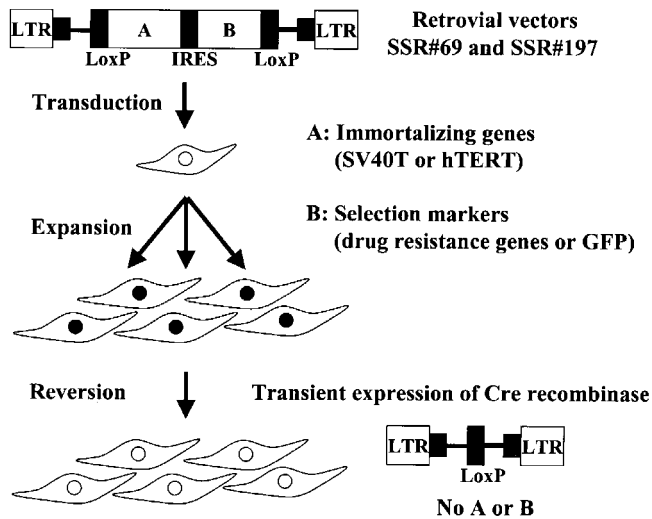 LTR A B LTR
LoxP IRES LoxP
Retrovial vectors
SSR#69 and SSR#197
Transduction
A: Immortalizing genes
(SV40T or hTERT)
Expansion
B: Selection markers
(drug resistance genes or GFP)
Reversion
Transient expression of Cre recombinase
LTR LTR
LoxP
No A or B